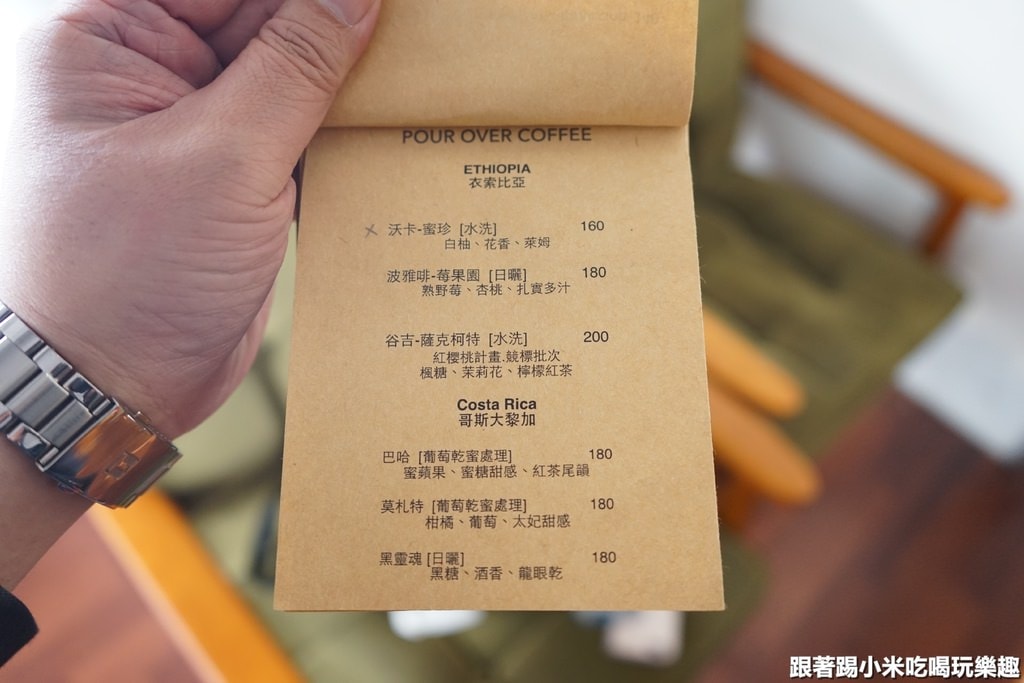 POUR OVER COFFEE
ETHIOPIA
衣索比亞
沃卡-蜜珍 [水洗] 160
白柚、花香、萊姆
波雅啡-莓果園 [日曬] 180
熟野莓、杏桃、扎實多汁
谷吉-薩克柯特 [水洗] 200
紅櫻桃計畫.競標批次
楓糖、茉莉花、檸檬紅茶
Costa Rica
哥斯大黎加
巴哈 [葡萄乾蜜處理] 180
蜜蘋果、蜜糖甜感、紅茶尾韻
莫札特 [葡萄乾蜜處理] 180
柑橘、葡萄、太妃甜感
黑靈魂 [日曬] 180
黑糖、酒香、龍眼乾
跟著踢小米吃喝玩樂趣